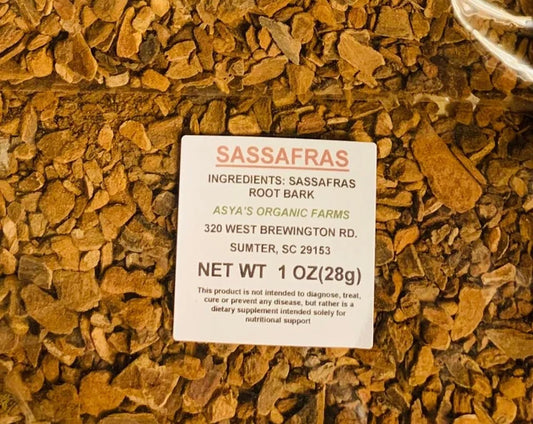 SASSAFRAS
INGREDIENTS: SASSAFRAS
ROOT BARK
ASYA'S ORGANIC FARMS
320 WEST BREWINGTON RD.
SUMTER, SC 29153
NET WT 1 OZ(28g)
This product is not intended to diagnose, treat,
cure or prevent any disease, but rather is a
dietary supplement intended solely for
nutritional support